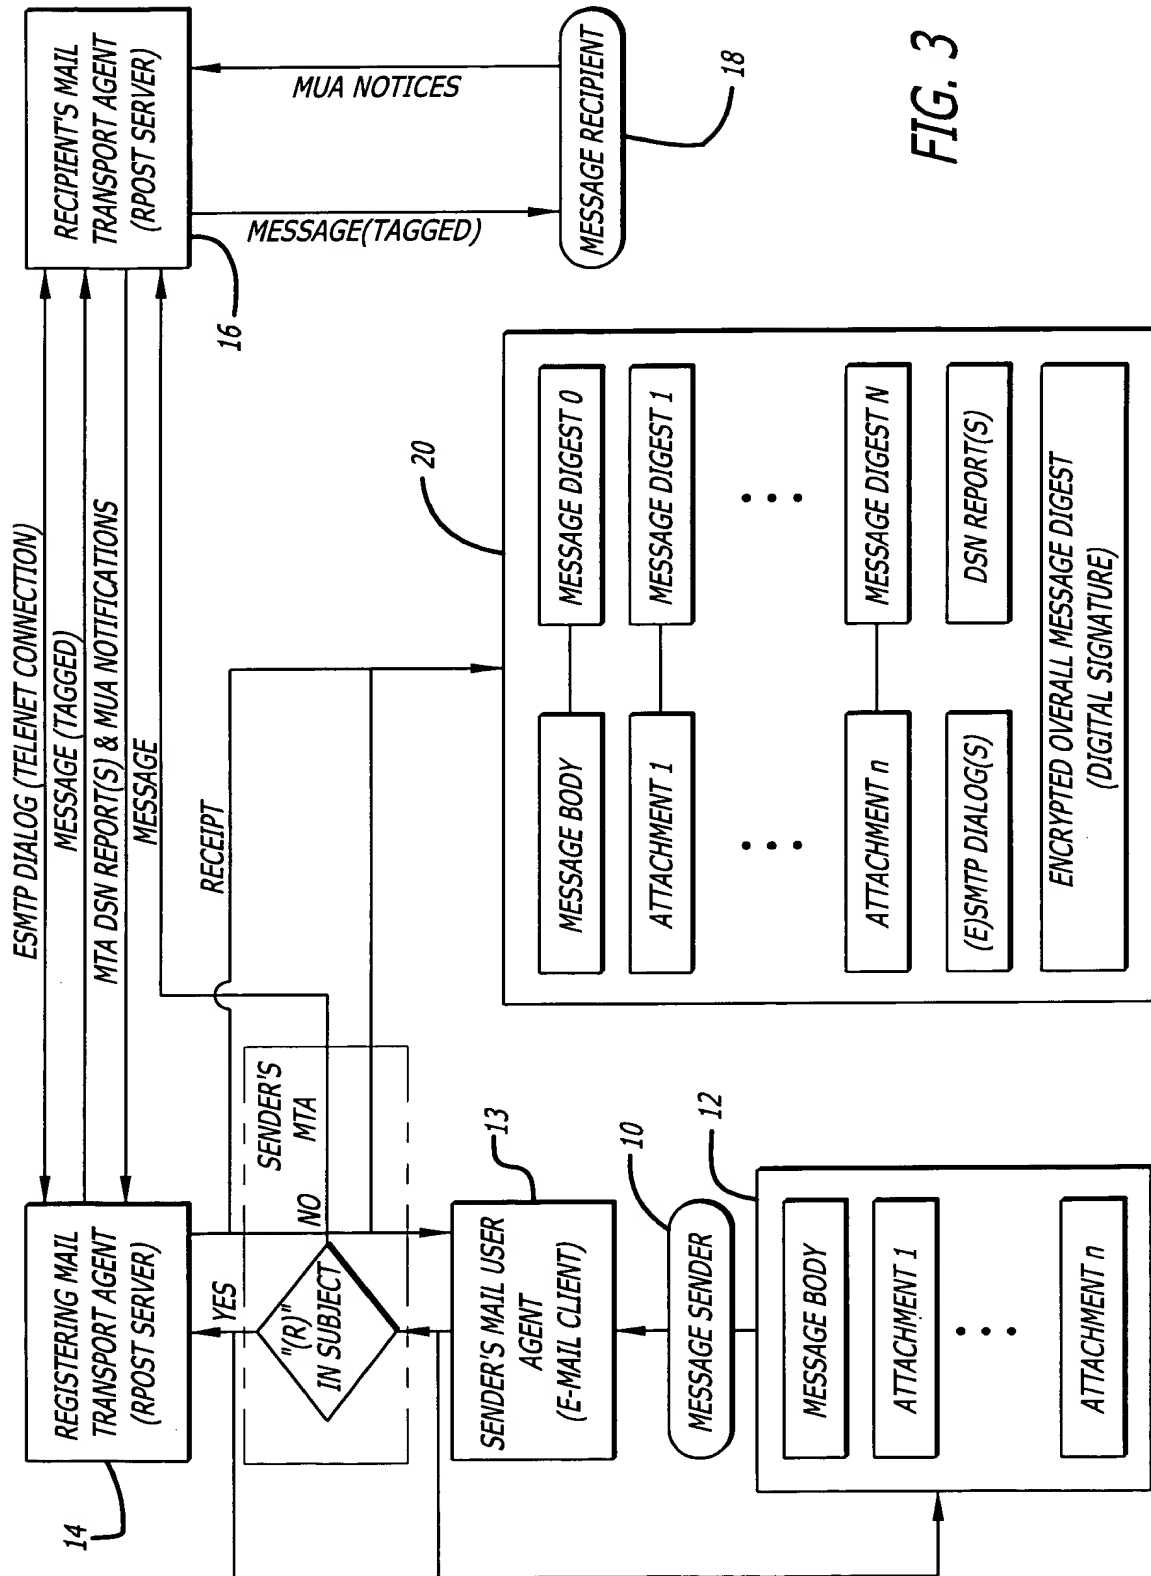 REGISTERING MAIL
TRANSPORT AGENT
(RPOST SERVER)
14
ESMTP DIALOG (TELENET CONNECTION)
MESSAGE (TAGGED)
MTA DSN REPORT(S) & MUA NOTIFICATIONS
MESSAGE
RECIPIENT'S MAIL
TRANSPORT AGENT
(RPOST SERVER)
16
YES
NO
"(R)"
IN SUBJECT
SENDER'S
MTA
RECEIPT
MESSAGE(TAGGED)
MUA NOTICES
SENDER'S MAIL USER
AGENT
(E-MAIL CLIENT)
13
MESSAGE SENDER
10
MESSAGE RECIPIENT
18
12
MESSAGE BODY
ATTACHMENT 1
• • •
ATTACHMENT n
20
MESSAGE BODY
MESSAGE DIGEST 0
ATTACHMENT 1
MESSAGE DIGEST 1
• • •
• • •
ATTACHMENT n
MESSAGE DIGEST N
(E)SMTP DIALOG(S)
DSN REPORT(S)
ENCRYPTED OVERALL MESSAGE DIGEST
(DIGITAL SIGNATURE)
FIG. 3